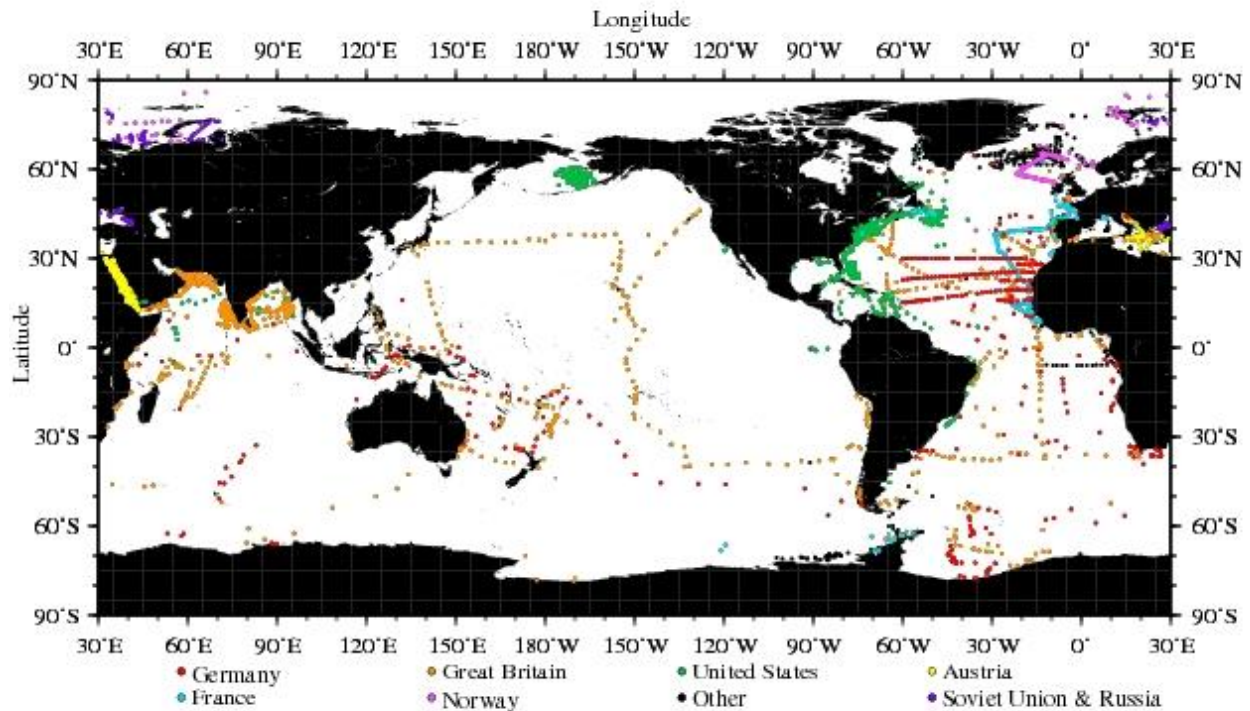 Longitude
30°E 60°E 90°E 120°E 150°E 180°W 150°W 120°W 90°W 60°W 30°W 0° 30°E
90°N 90°N
60°N 60°N
30°N 30°N
Latitude
0° 0°
30°S 30°S
60°S 60°S
90°S 90°S
30°E 60°E 90°E 120°E 150°E 180°W 150°W 120°W 90°W 60°W 30°W 0° 30°E
Germany Great Britain United States Austria
France Norway Other Soviet Union & Russia